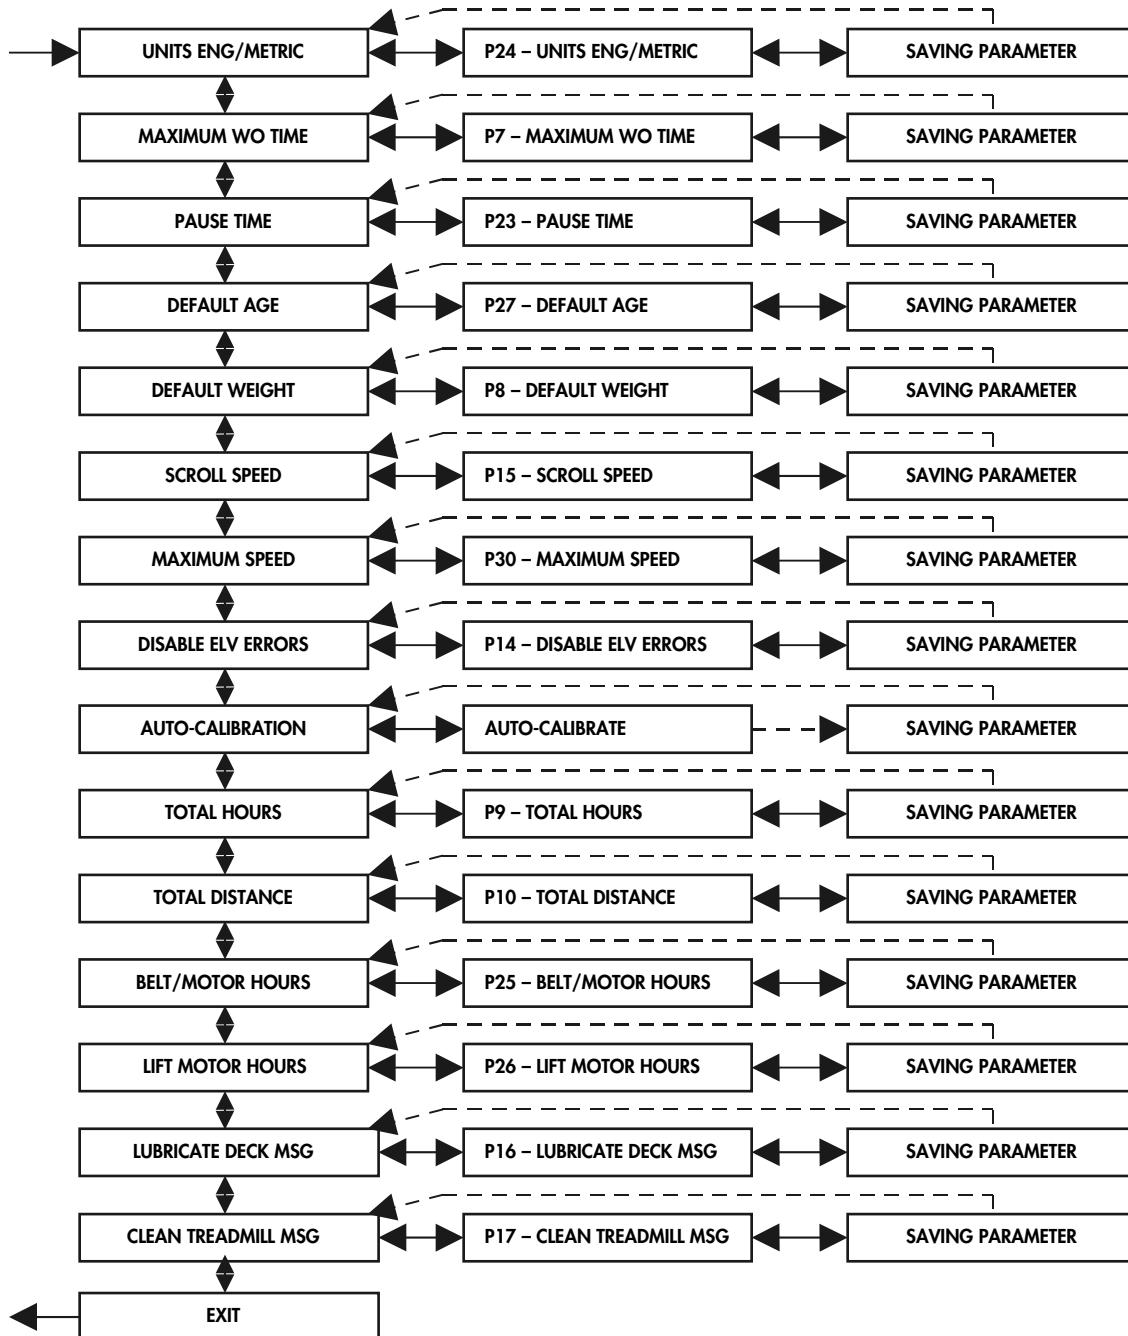 UNITS ENG/METRIC P24 – UNITS ENG/METRIC SAVING PARAMETER
MAXIMUM WO TIME P7 – MAXIMUM WO TIME SAVING PARAMETER
PAUSE TIME P23 – PAUSE TIME SAVING PARAMETER
DEFAULT AGE P27 – DEFAULT AGE SAVING PARAMETER
DEFAULT WEIGHT P8 – DEFAULT WEIGHT SAVING PARAMETER
SCROLL SPEED P15 – SCROLL SPEED SAVING PARAMETER
MAXIMUM SPEED P30 – MAXIMUM SPEED SAVING PARAMETER
DISABLE ELV ERRORS P14 – DISABLE ELV ERRORS SAVING PARAMETER
AUTO-CALIBRATION AUTO-CALIBRATE SAVING PARAMETER
TOTAL HOURS P9 – TOTAL HOURS SAVING PARAMETER
TOTAL DISTANCE P10 – TOTAL DISTANCE SAVING PARAMETER
BELT/MOTOR HOURS P25 – BELT/MOTOR HOURS SAVING PARAMETER
LIFT MOTOR HOURS P26 – LIFT MOTOR HOURS SAVING PARAMETER
LUBRICATE DECK MSG P16 – LUBRICATE DECK MSG SAVING PARAMETER
CLEAN TREADMILL MSG P17 – CLEAN TREADMILL MSG SAVING PARAMETER
EXIT